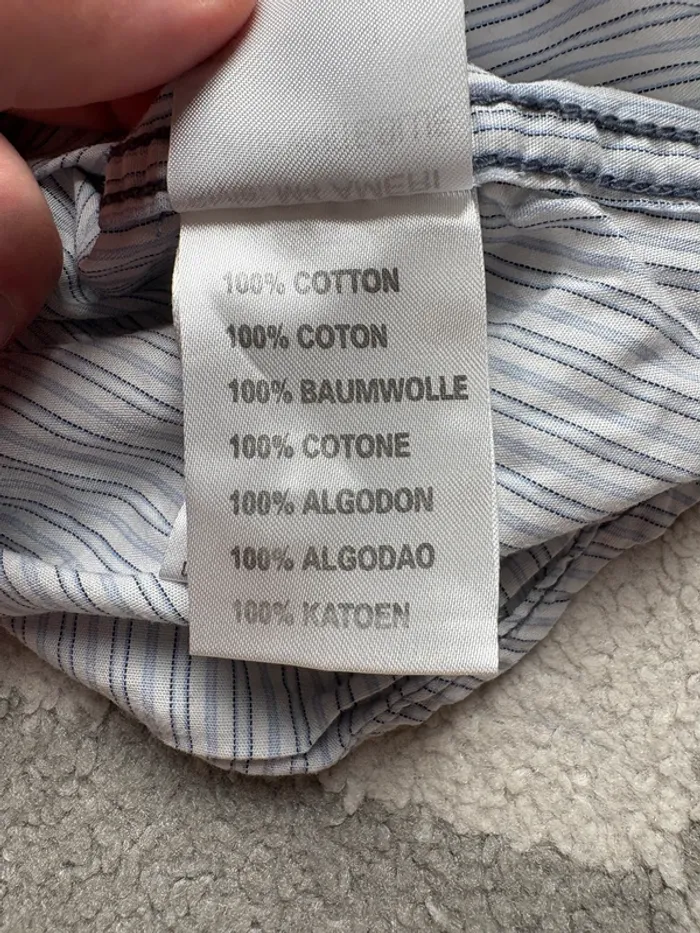 100% COTTON
100% COTON
100% BAUMWOLLE
100% COTONE
100% ALGODON
100% ALGODAO
100% KATOEN